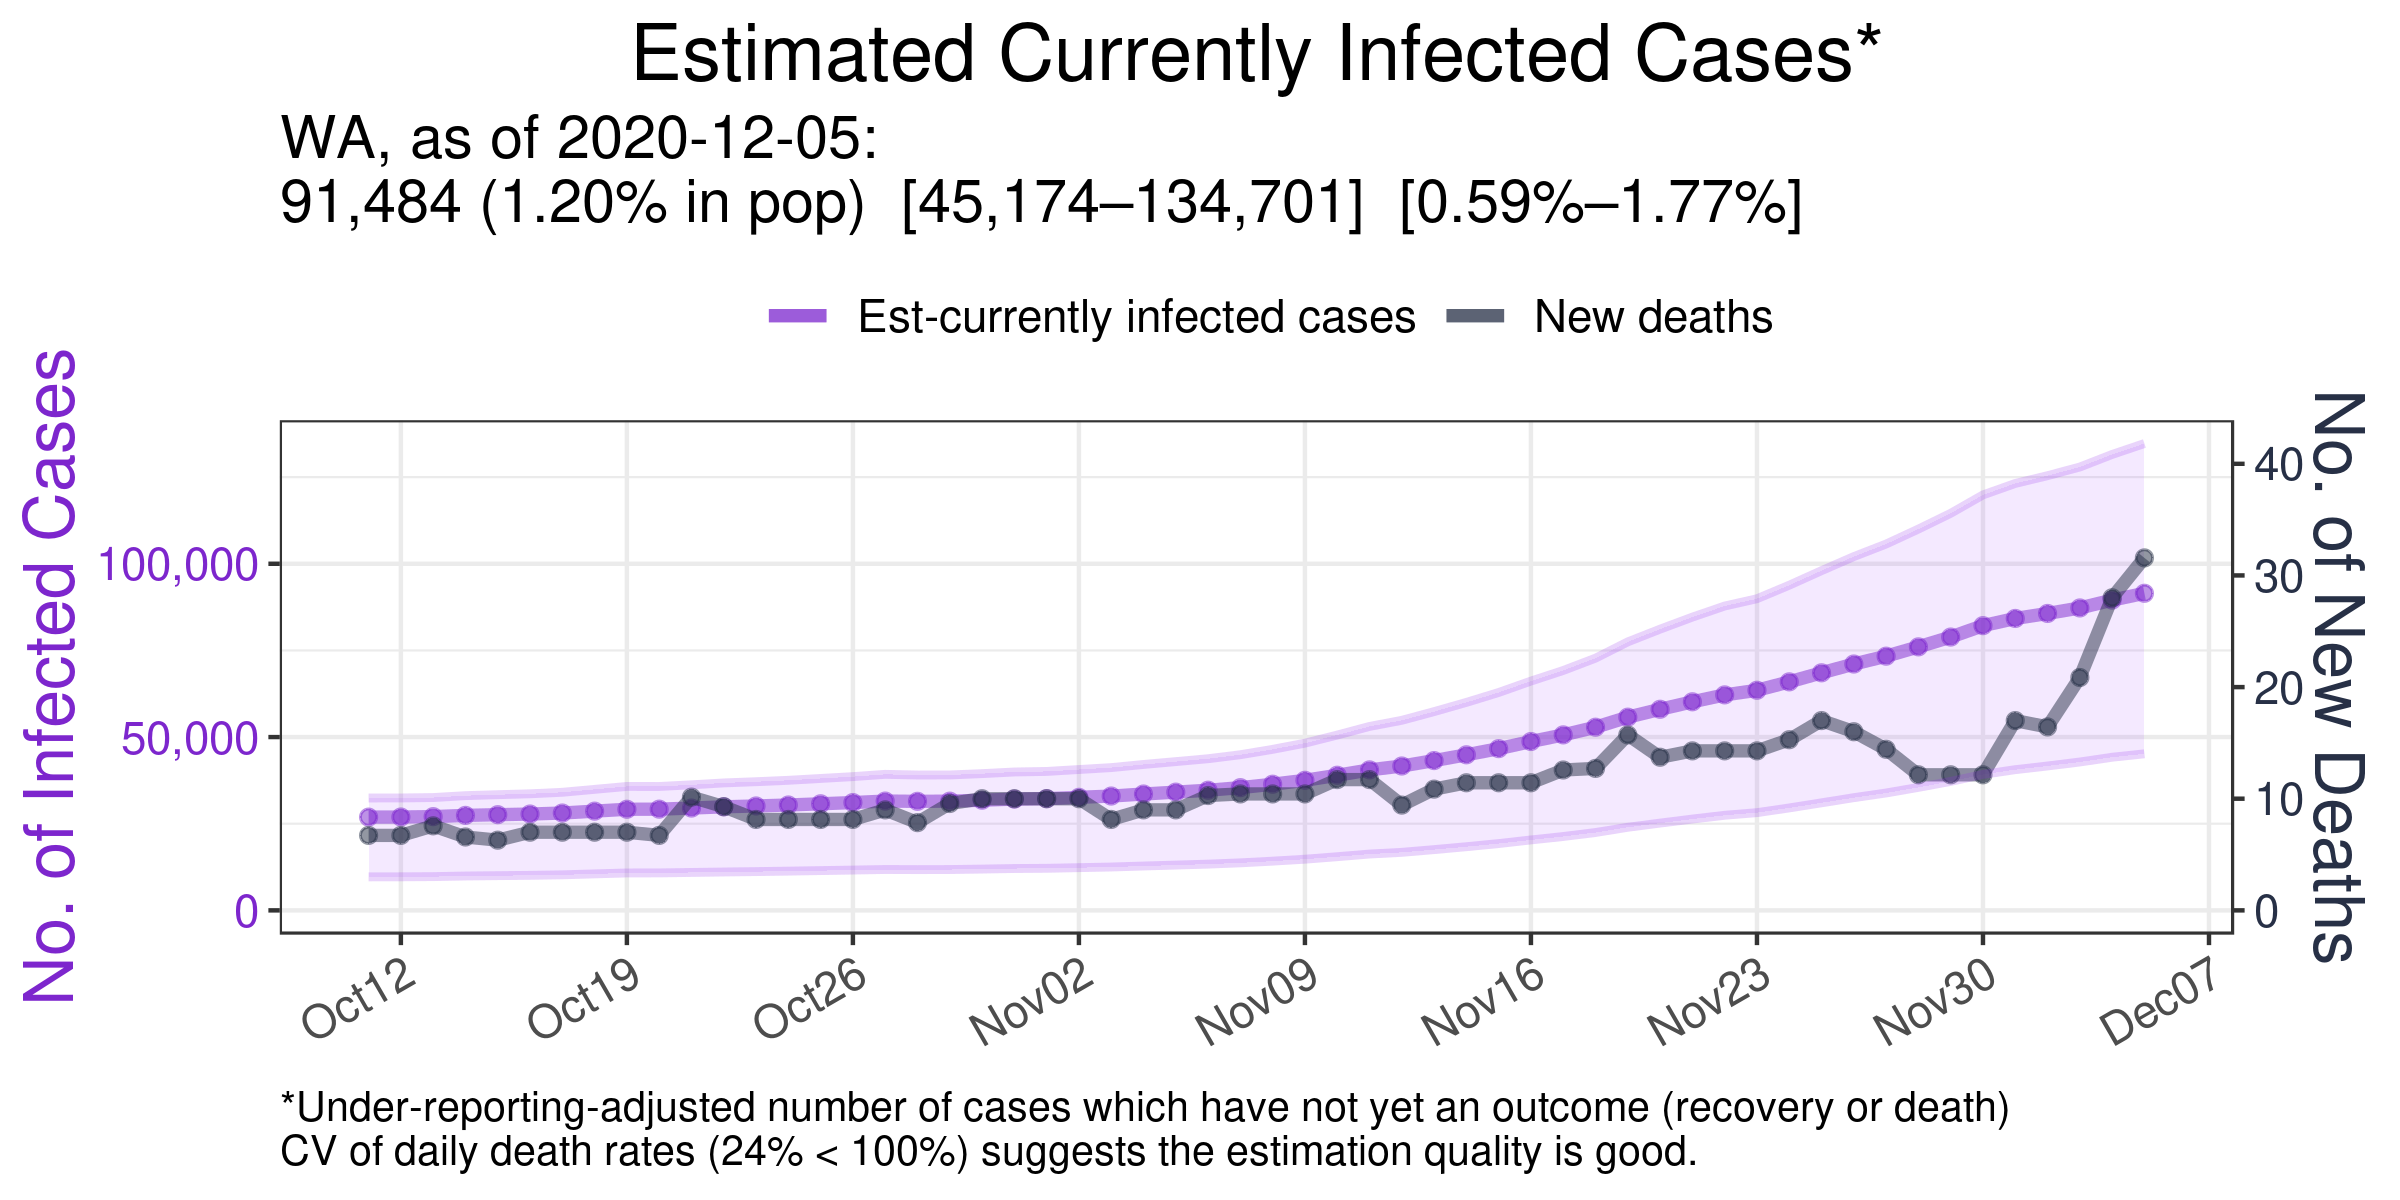 Estimated Currently Infected Cases*
WA, as of 2020-12-05:
91,484 (1.20% in pop)  [45,174–134,701]  [0.59%–1.77%]
Est-currently infected cases
New deaths
No. of Infected Cases
100,000
50,000
0
40
30
20
10
0
No. of New Deaths
Oct12
Oct19
Oct26
Nov02
Nov09
Nov16
Nov23
Nov30
Dec07
*Under-reporting-adjusted number of cases which have not yet an outcome (recovery or death)
CV of daily death rates (24% < 100%) suggests the estimation quality is good.